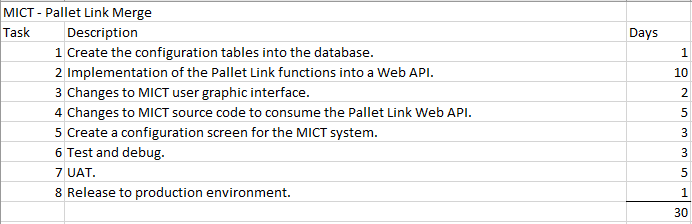 MICT - Pallet Link Merge
Task Description Days
1 Create the configuration tables into the database. 1
2 Implementation of the Pallet Link functions into a Web API. 10
3 Changes to MICT user graphic interface. 2
4 Changes to MICT source code to consume the Pallet Link Web API. 5
5 Create a configuration screen for the MICT system. 3
6 Test and debug. 3
7 UAT. 5
8 Release to production environment. 1
30